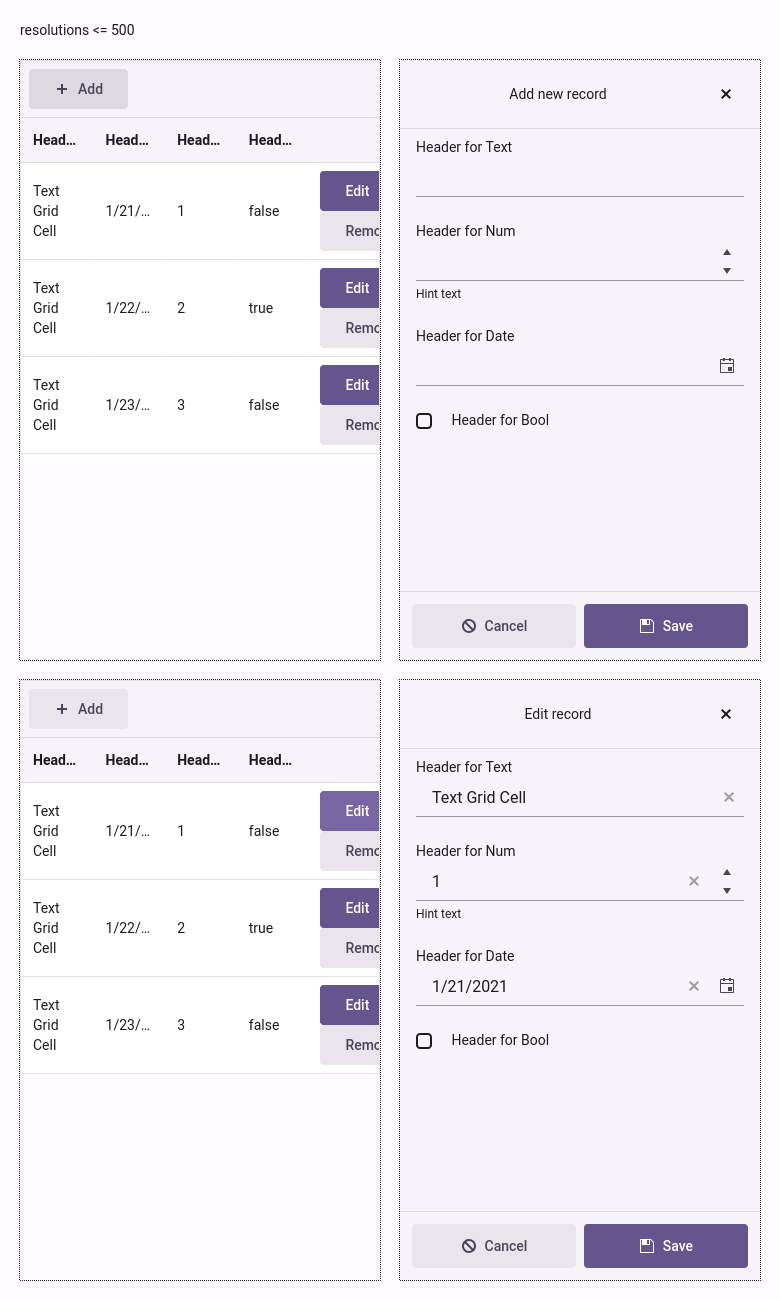 resolutions <= 500
Add
Head... Head... Head... Head...
Text Grid Cell 1/21/... 1 false Edit
Remo
Text Grid Cell 1/22/... 2 true Edit
Remo
Text Grid Cell 1/23/... 3 false Edit
Remo
Add new record
Header for Text
Header for Num
Hint text
Header for Date
Header for Bool
Cancel Save
Add
Head... Head... Head... Head...
Text Grid Cell 1/21/... 1 false Edit
Remo
Text Grid Cell 1/22/... 2 true Edit
Remo
Text Grid Cell 1/23/... 3 false Edit
Remo
Edit record
Header for Text
Text Grid Cell
Header for Num
1
Hint text
Header for Date
1/21/2021
Header for Bool
Cancel Save